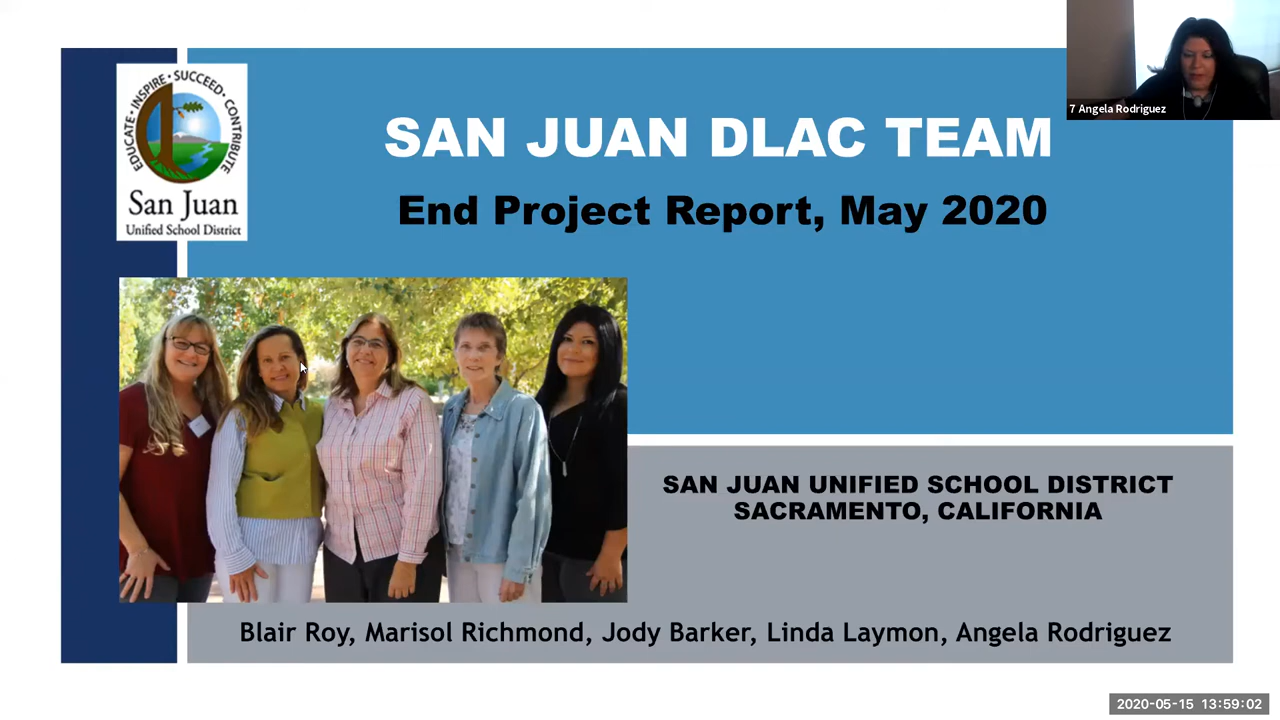 EDUCATE • INSPIRE • SUCCEED • CONTRIBUTE
San Juan
Unified School District
SAN JUAN DLAC TEAM
End Project Report, May 2020
7 Angela Rodriguez
SAN JUAN UNIFIED SCHOOL DISTRICT
SACRAMENTO, CALIFORNIA
Blair Roy, Marisol Richmond, Jody Barker, Linda Laymon, Angela Rodriguez
2020-05-15 13:59:02